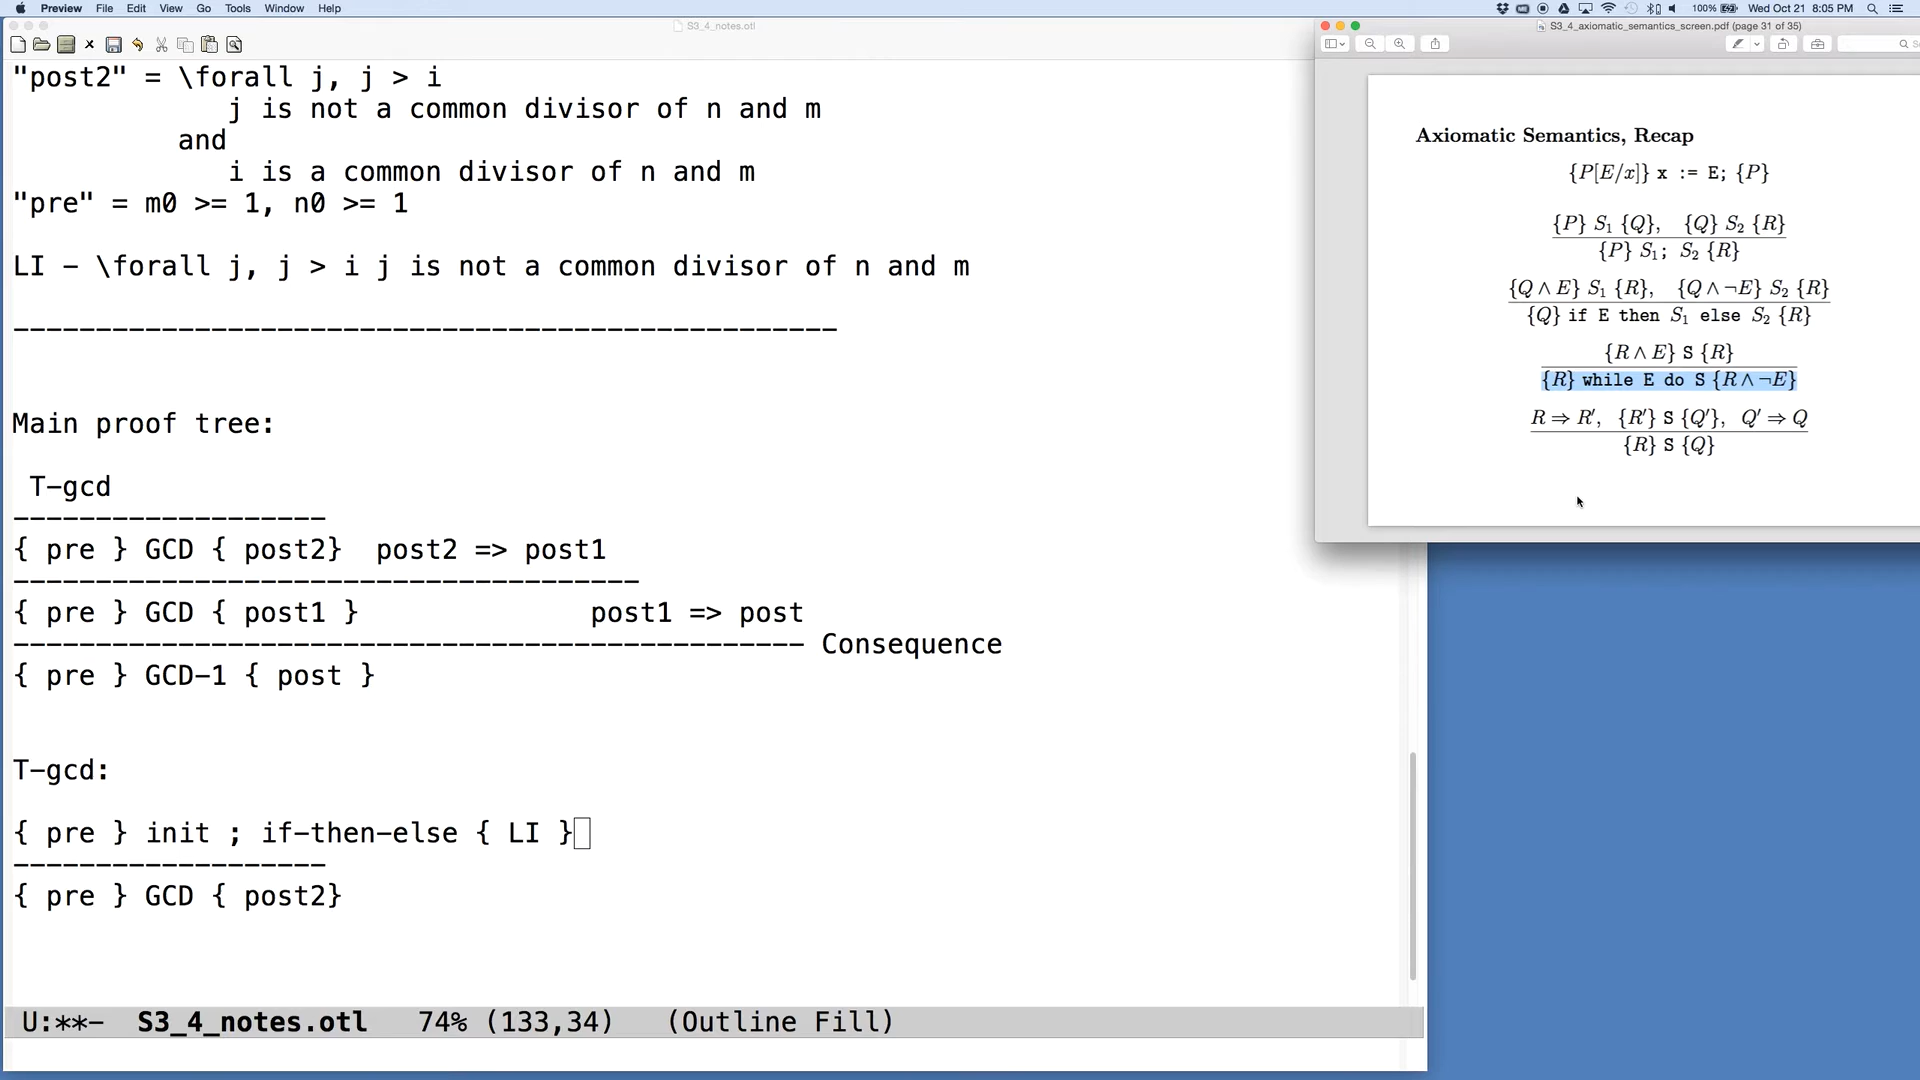 Preview File Edit View Go Tools Window Help
100% Wed Oct 21 8:05 PM
S3_4_notes.otl
"post2" = \forall j, j > i
j is not a common divisor of n and m
and
i is a common divisor of n and m
"pre" = m0 >= 1, n0 >= 1
LI - \forall j, j > i j is not a common divisor of n and m
--------------------------------------------------
Main proof tree:
T-gcd
-------------------
{ pre } GCD { post2}  post2 => post1
--------------------------------------
{ pre } GCD { post1 }              post1 => post
------------------------------------------------ Consequence
{ pre } GCD-1 { post }
T-gcd:
{ pre } init ; if-then-else { LI }
-------------------
{ pre } GCD { post2}
U:**-  S3_4_notes.otl   74% (133,34)   (Outline Fill)
S3_4_axiomatic_semantics_screen.pdf (page 31 of 35)
Axiomatic Semantics, Recap
{P[E/x]} x := E; {P}
{P} S₁ {Q},  {Q} S₂ {R}
{P} S₁; S₂ {R}
{Q ∧ E} S₁ {R},  {Q ∧ ¬E} S₂ {R}
{Q} if E then S₁ else S₂ {R}
{R ∧ E} S {R}
{R} while E do S {R ∧ ¬E}
R ⇒ R′,  {R′} S {Q′},  Q′ ⇒ Q
{R} S {Q}